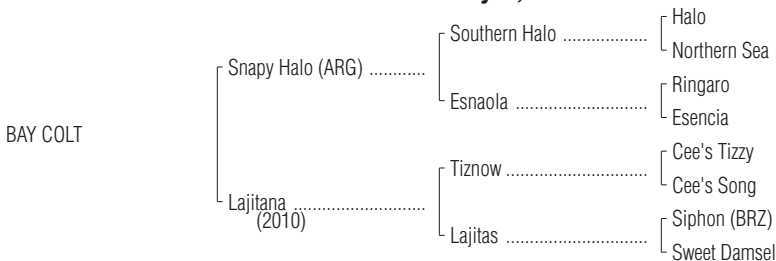 Halo
Southern Halo ..................
Northern Sea
Snapy Halo (ARG) ............
Ringaro
Esnaola ............................
Esencia
BAY COLT
Cee's Tizzy
Tiznow .............................
Cee's Song
Lajitana ...........................
(2010)
Siphon (BRZ)
Lajitas ..............................
Sweet Damsel